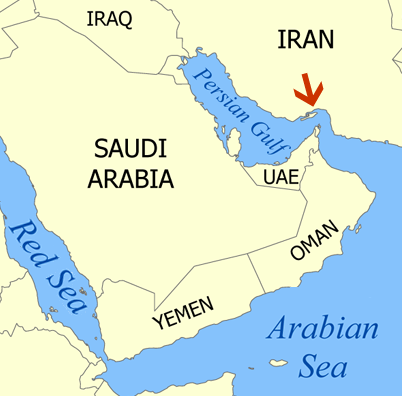 IRAQ
IRAN
Persian Gulf
SAUDI
ARABIA
UAE
Red Sea
OMAN
YEMEN
Arabian
Sea